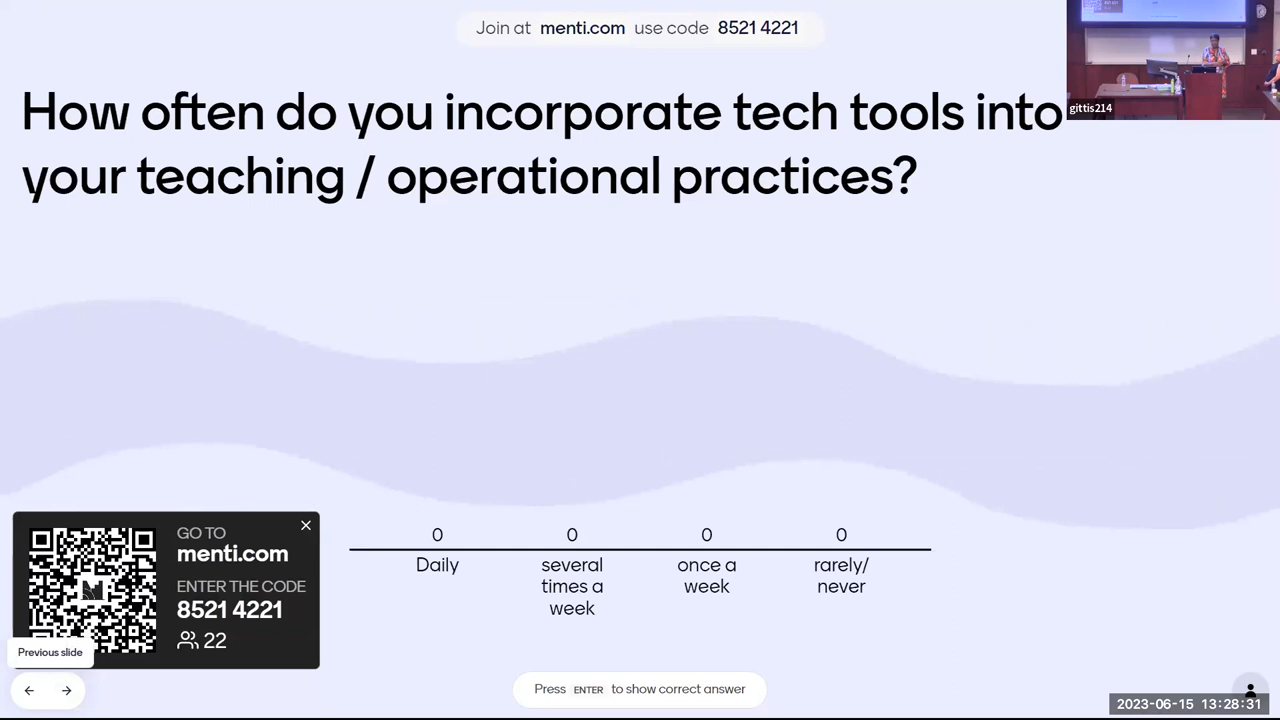 Join at menti.com use code 8521 4221
How often do you incorporate tech tools into
your teaching / operational practices?
gittis214
GO TO
menti.com
ENTER THE CODE
8521 4221
22
Previous slide
0 0 0 0
Daily
several
times a
week
once a
week
rarely/
never
Press ENTER to show correct answer
2023-06-15 13:28:31